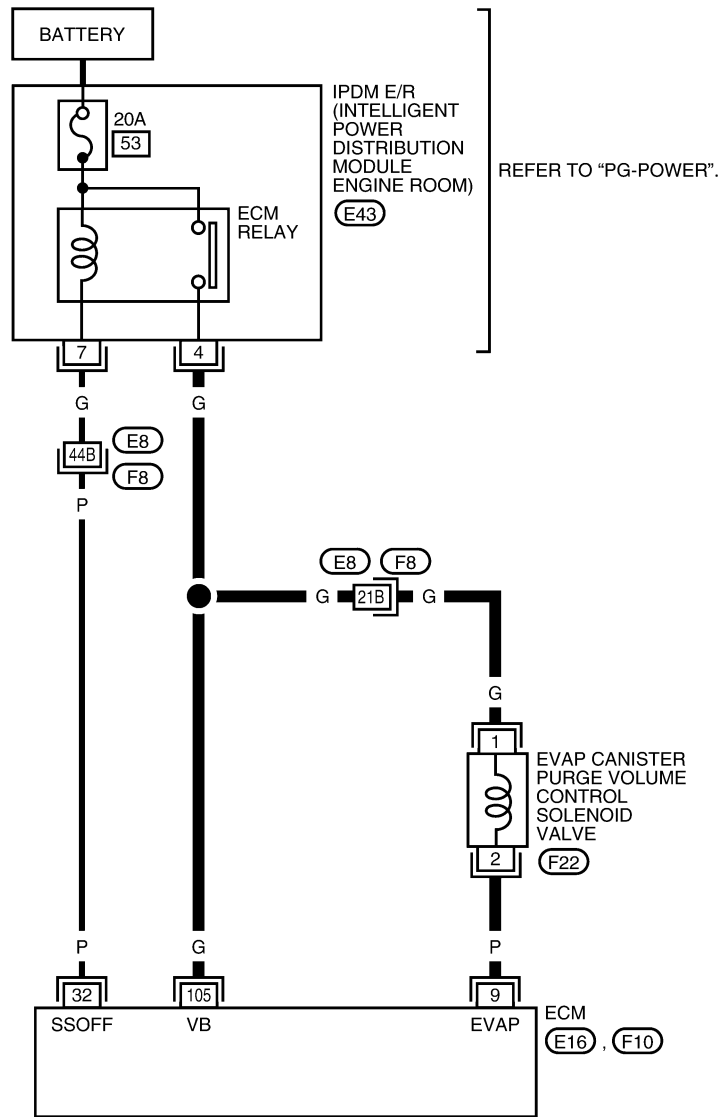 BATTERY
20A
53
IPDM E/R
(INTELLIGENT
POWER
DISTRIBUTION
MODULE
ENGINE ROOM)
E43
REFER TO “PG-POWER”.
ECM
RELAY
7
4
G
G
44B
E8
F8
P
E8
F8
G
21B
G
G
1
EVAP CANISTER
PURGE VOLUME
CONTROL
SOLENOID
VALVE
2
F22
P
G
P
32
105
9
SSOFF
VB
EVAP
ECM
E16 , F10